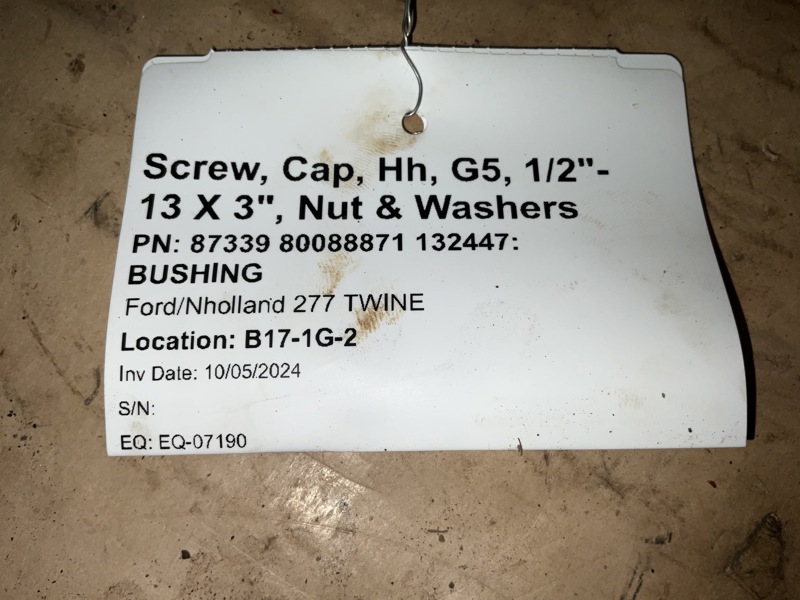 Screw, Cap, Hh, G5, 1/2"-
13 X 3", Nut & Washers
PN: 87339 80088871 132447:
BUSHING
Ford/Nholland 277 TWINE
Location: B17-1G-2
Inv Date: 10/05/2024
S/N:
EQ: EQ-07190